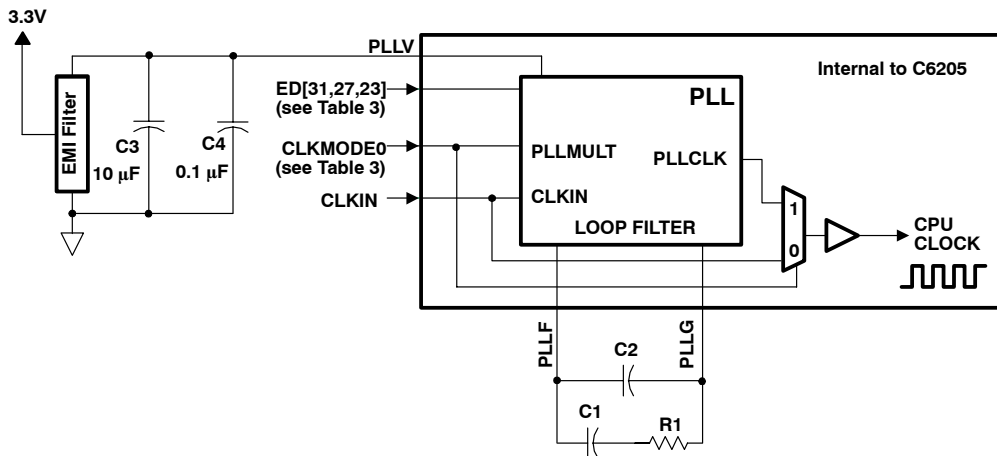 3.3V
PLLV
Internal to C6205
ED[31,27,23]
(see Table 3)
PLL
EMI Filter
C3
10 μF
C4
0.1 μF
CLKMODE0
(see Table 3)
PLLMULT
PLLCLK
CLKIN
CLKIN
LOOP FILTER
1
0
CPU
CLOCK
PLLF
PLLG
C2
C1
R1